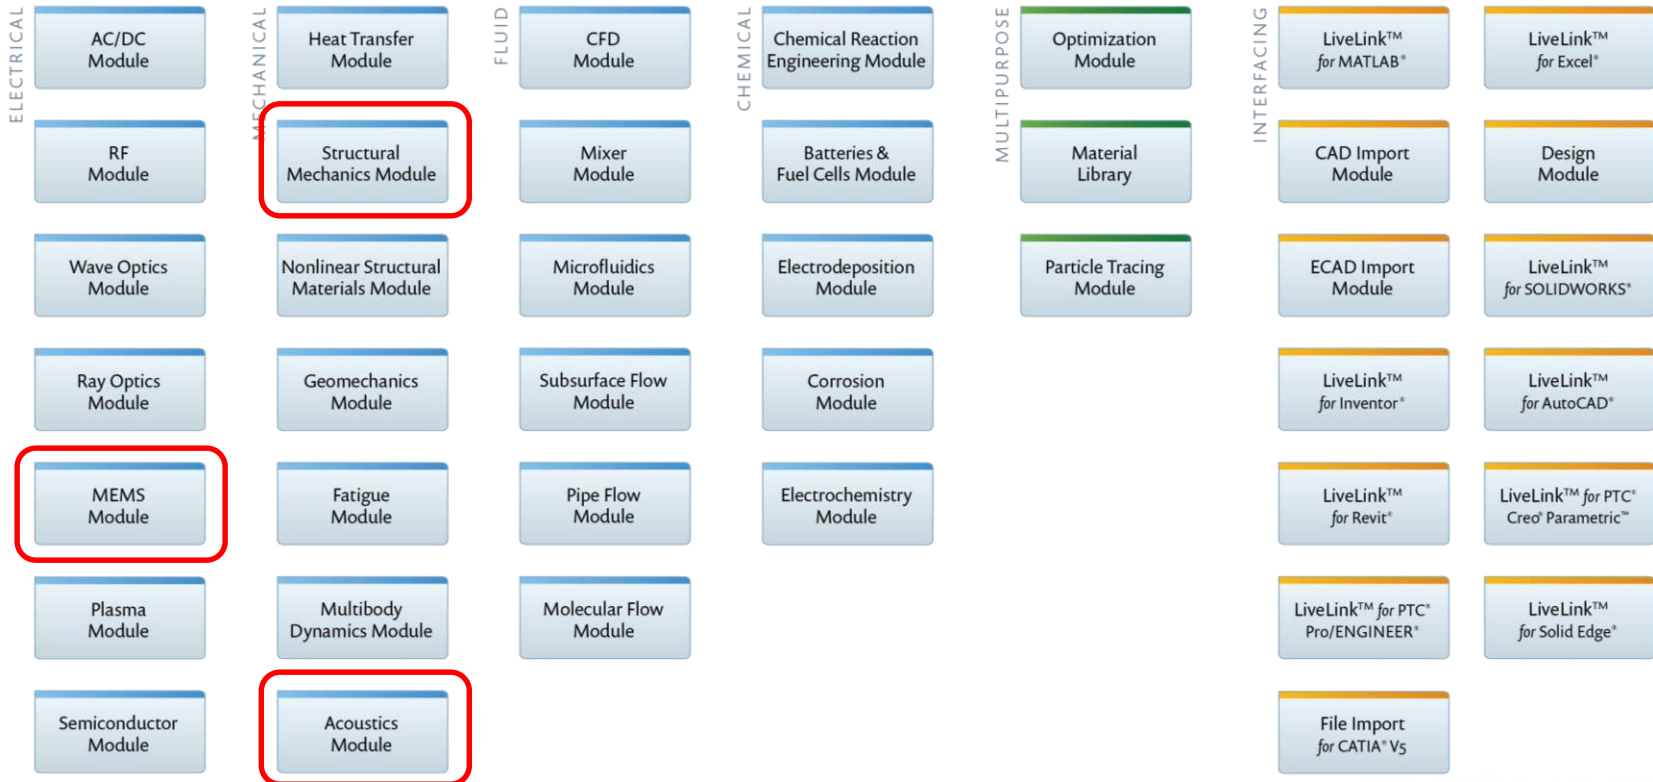 ELECTRICAL
AC/DC
Module
RF
Module
Wave Optics
Module
Ray Optics
Module
MEMS
Module
Plasma
Module
Semiconductor
Module
MECHANICAL
Heat Transfer
Module
Structural
Mechanics Module
Nonlinear Structural
Materials Module
Geomechanics
Module
Fatigue
Module
Multibody
Dynamics Module
Acoustics
Module
FLUID
CFD
Module
Mixer
Module
Microfluidics
Module
Subsurface Flow
Module
Pipe Flow
Module
Molecular Flow
Module
CHEMICAL
Chemical Reaction
Engineering Module
Batteries &
Fuel Cells Module
Electrodeposition
Module
Corrosion
Module
Electrochemistry
Module
MULTIPURPOSE
Optimization
Module
Material
Library
Particle Tracing
Module
INTERFACING
LiveLink™
for MATLAB®
CAD Import
Module
ECAD Import
Module
LiveLink™
for Inventor®
LiveLink™
for Revit®
LiveLink™ for PTC®
Pro/ENGINEER®
File Import
for CATIA® V5
LiveLink™
for Excel®
Design
Module
LiveLink™
for SOLIDWORKS®
LiveLink™
for AutoCAD®
LiveLink™ for PTC®
Creo® Parametric™
LiveLink™
for Solid Edge®